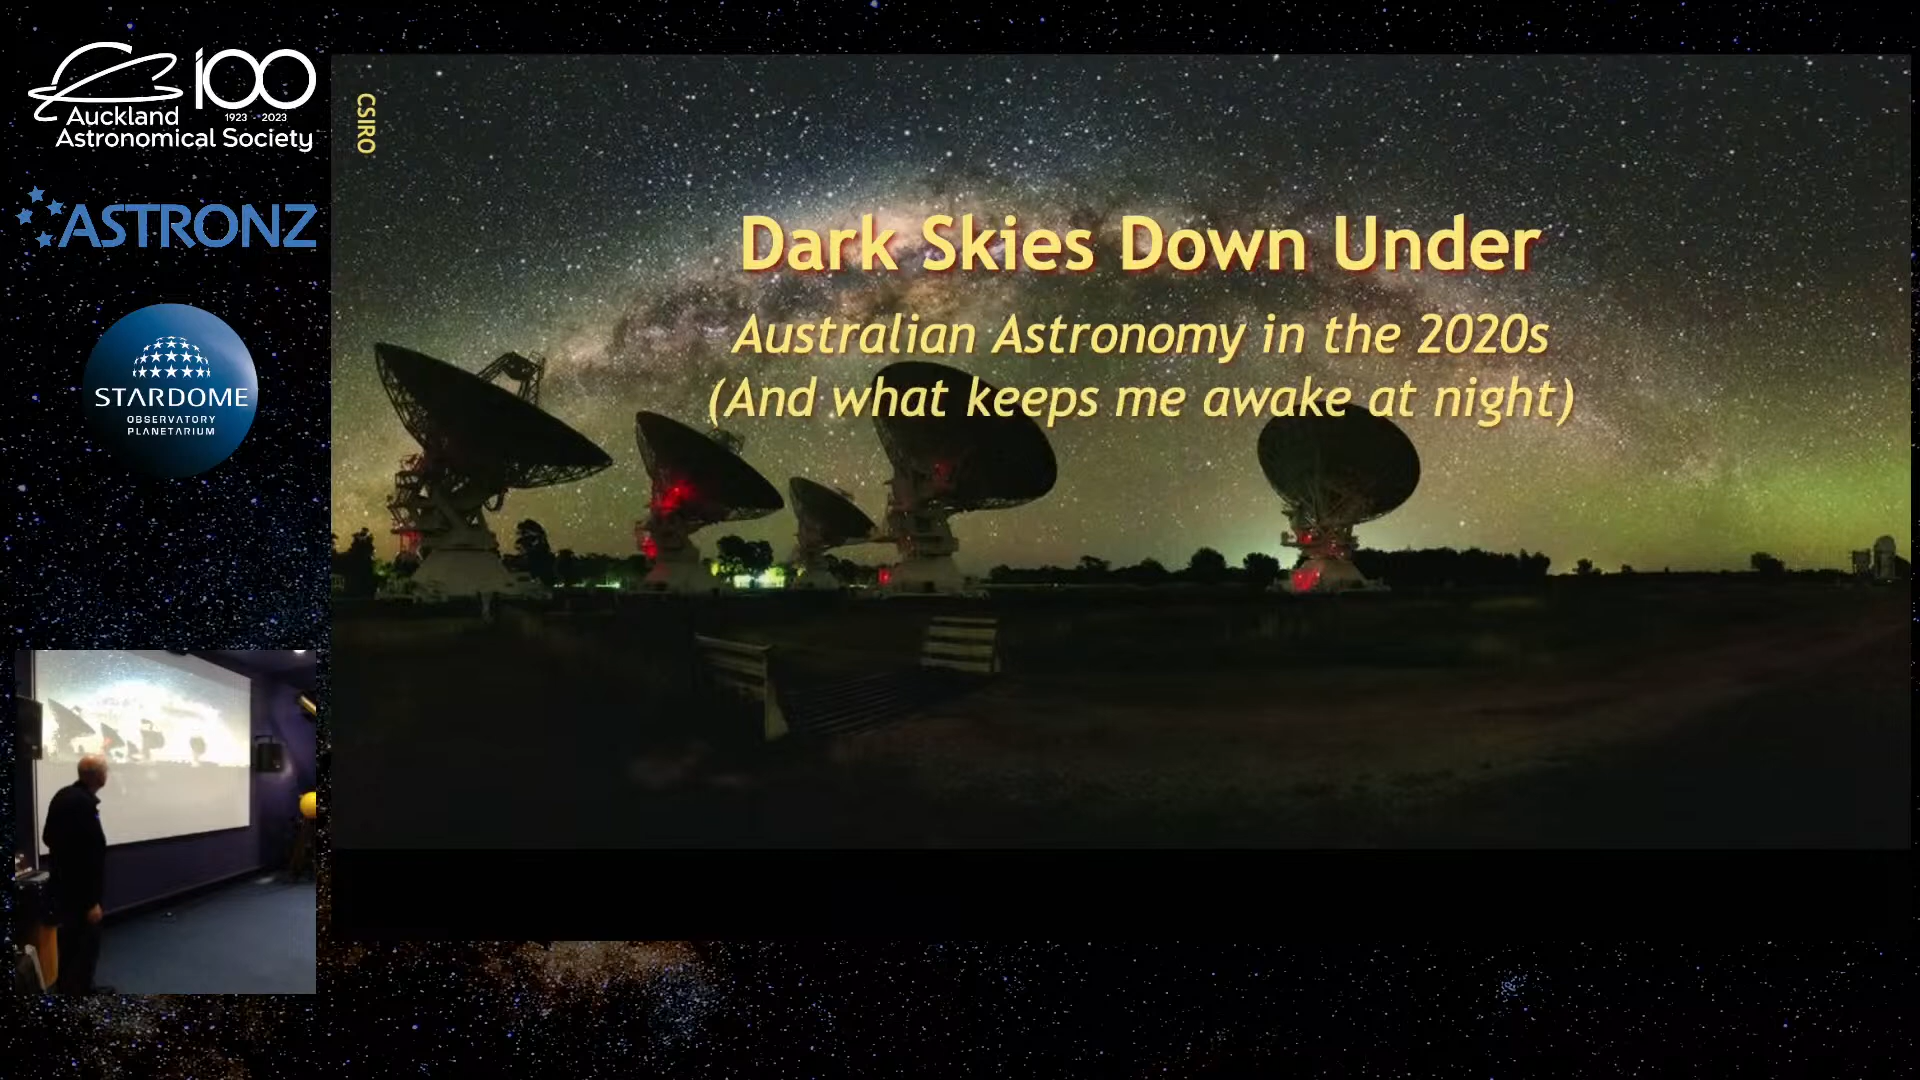 Auckland
Astronomical Society
100
1923 - 2023
ASTRONZ
STARDOME
OBSERVATORY
PLANETARIUM
CSIRO
Dark Skies Down Under
Australian Astronomy in the 2020s
(And what keeps me awake at night)